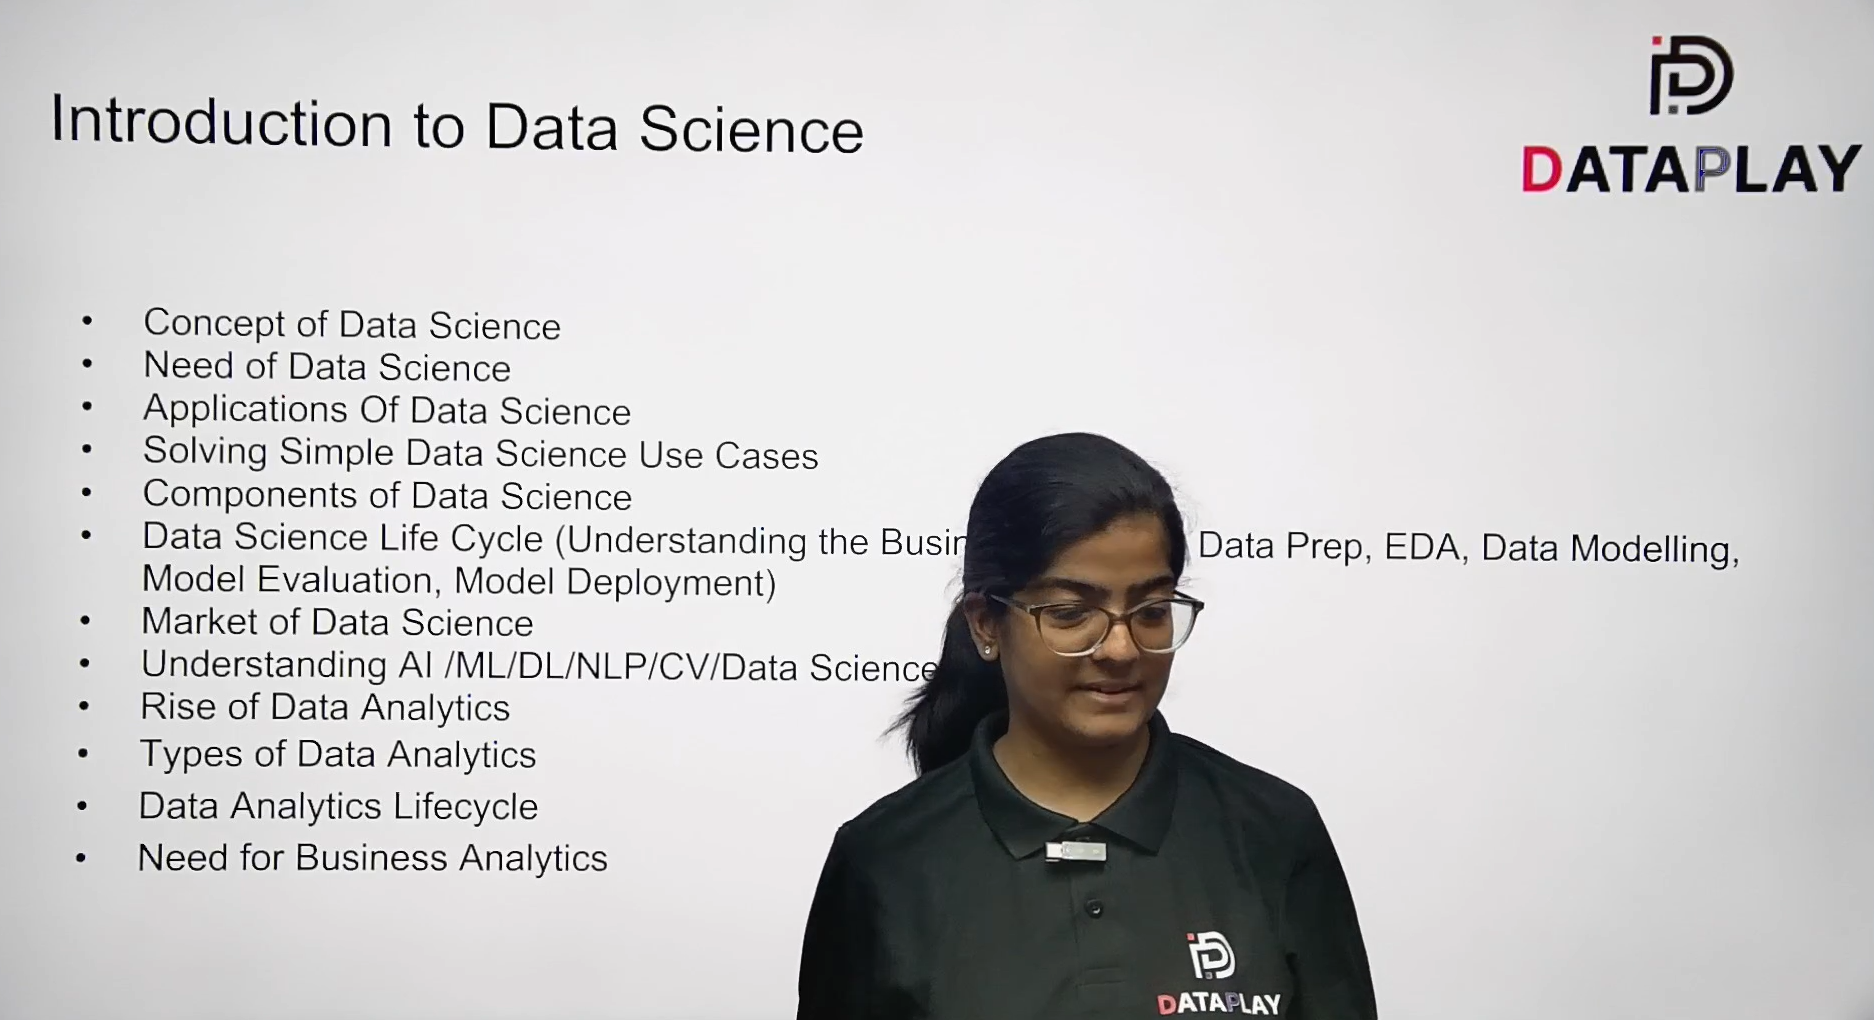 Introduction to Data Science
DATAPLAY
• Concept of Data Science
• Need of Data Science
• Applications Of Data Science
• Solving Simple Data Science Use Cases
• Components of Data Science
• Data Science Life Cycle (Understanding the Data Prep, EDA, Data Modelling,
Model Evaluation, Model Deployment)
• Market of Data Science
• Understanding AI /ML/DL/NLP/CV/Data Science
• Rise of Data Analytics
• Types of Data Analytics
• Data Analytics Lifecycle
• Need for Business Analytics
DATAPLAY